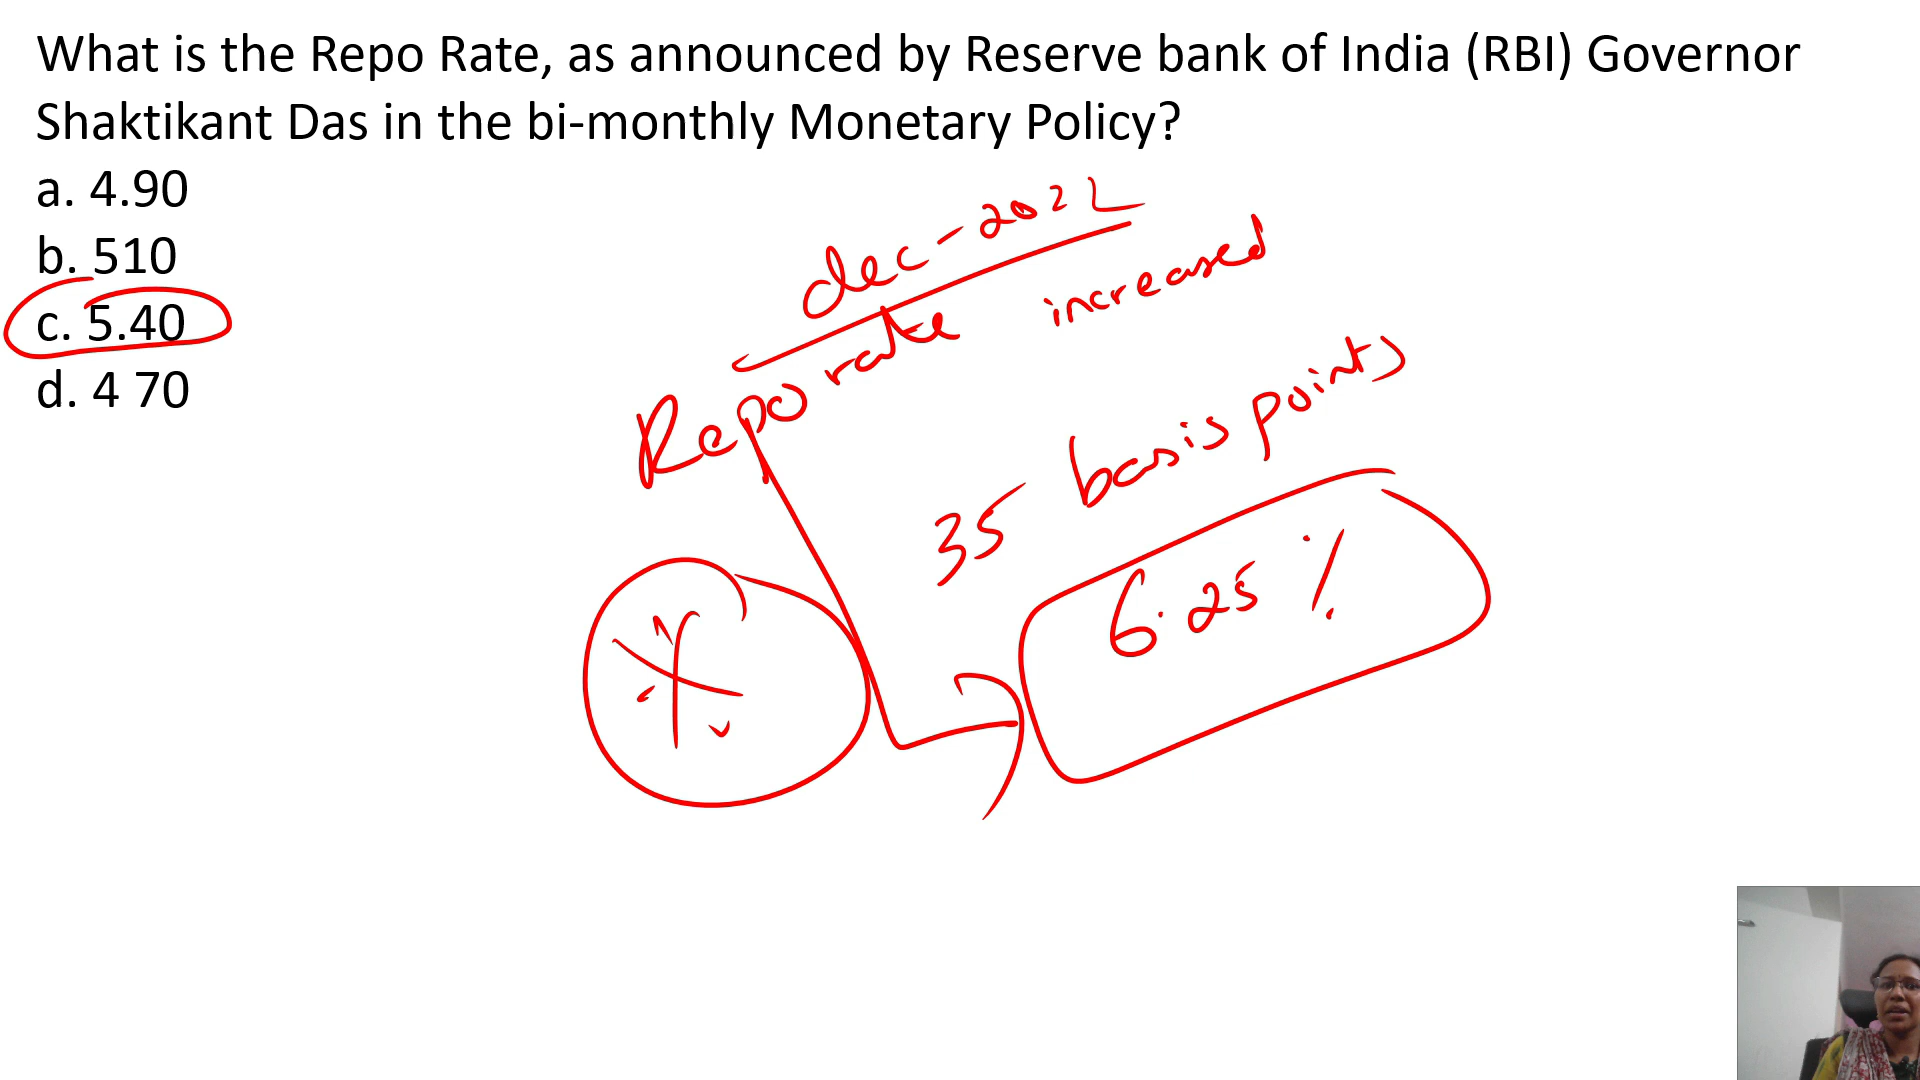 What is the Repo Rate, as announced by Reserve bank of India (RBI) Governor
Shaktikant Das in the bi-monthly Monetary Policy?
a. 4.90
b. 510
c. 5.40
d. 4 70
dec-2022
Repo rate increased
35 basis points
6.25 %